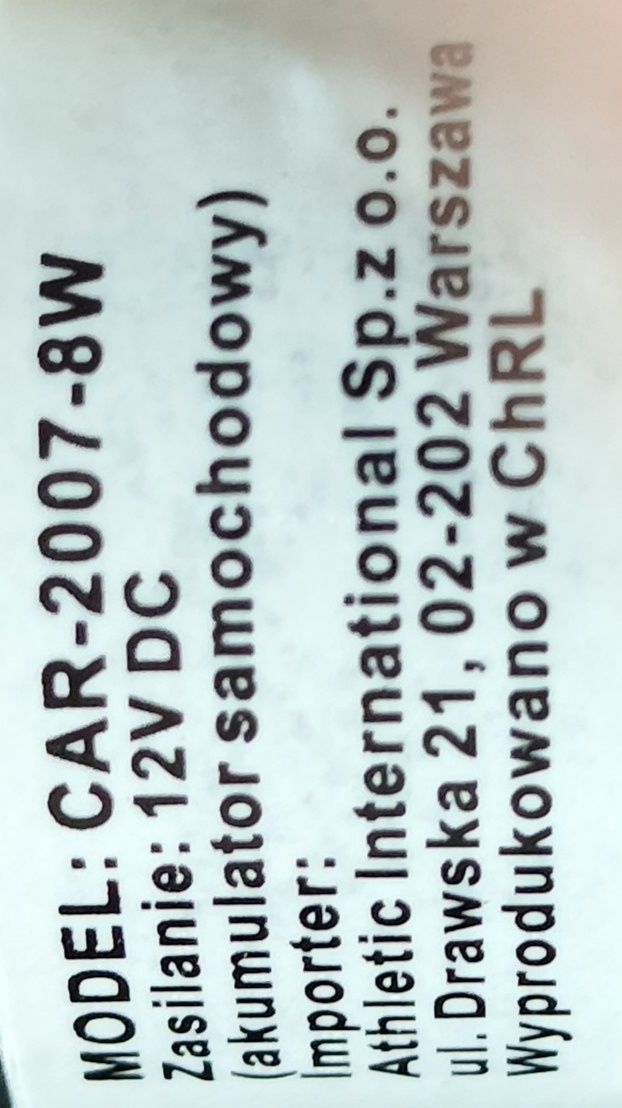 MODEL: CAR-2007-8W
Zasilanie: 12V DC
(akumulator samochodowy)
Importer:
Athletic International Sp.z o.o.
ul. Drawska 21, 02-202 Warszawa
Wyprodukowano w ChRL